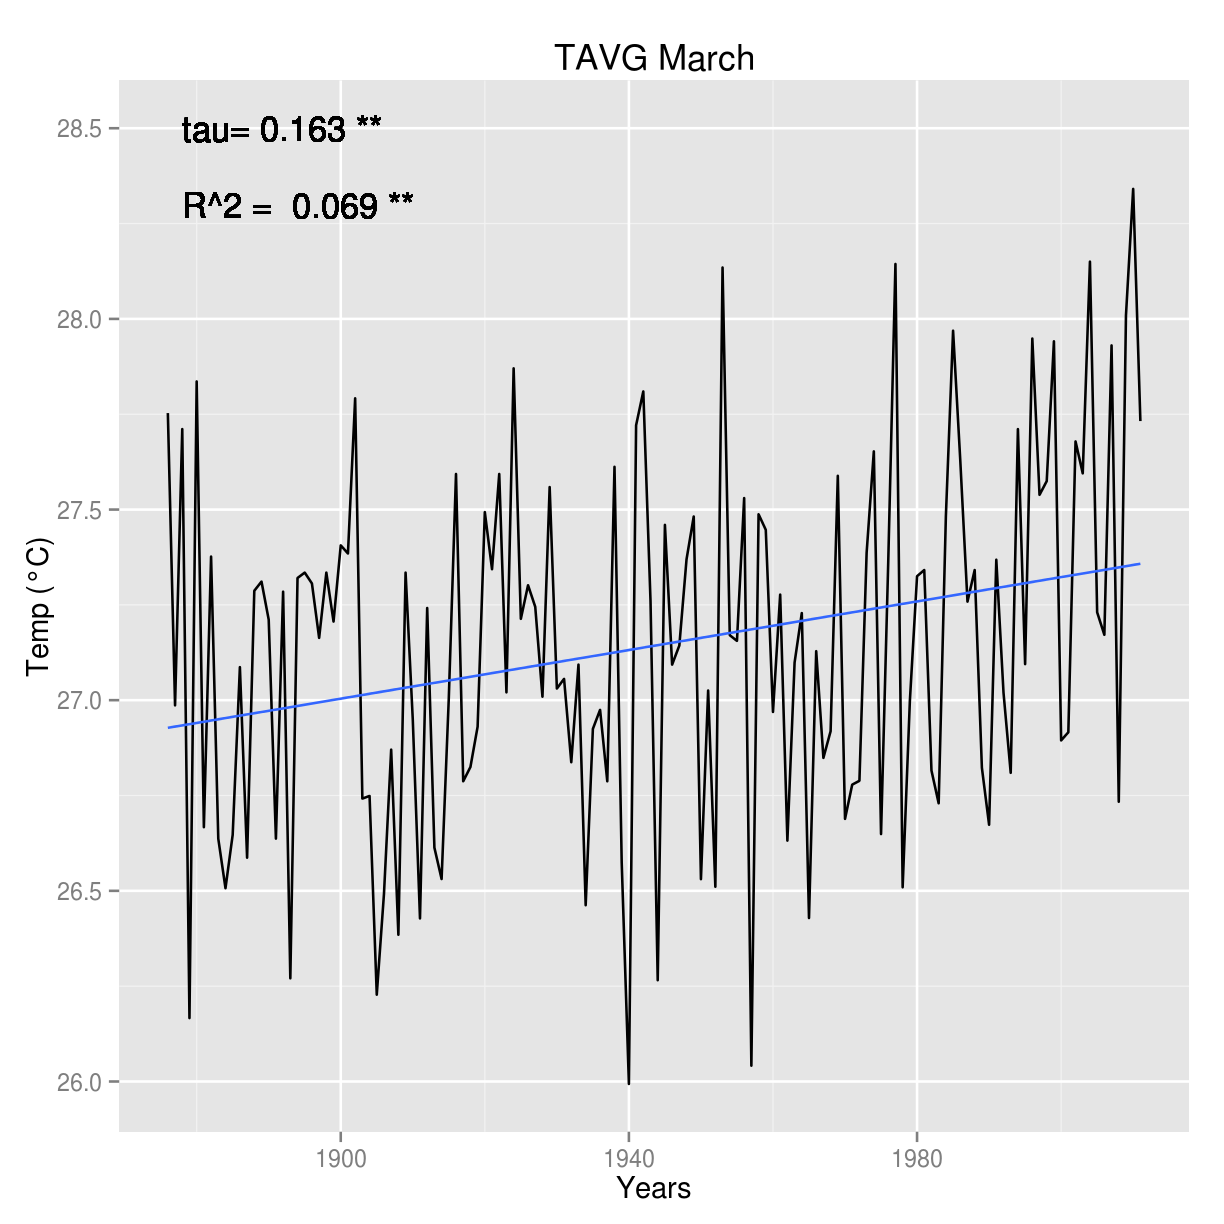 TAVG March
tau= 0.163 **
R^2 =  0.069 **
28.5
28.0
27.5
27.0
26.5
26.0
Temp (°C)
1900 1940 1980
Years